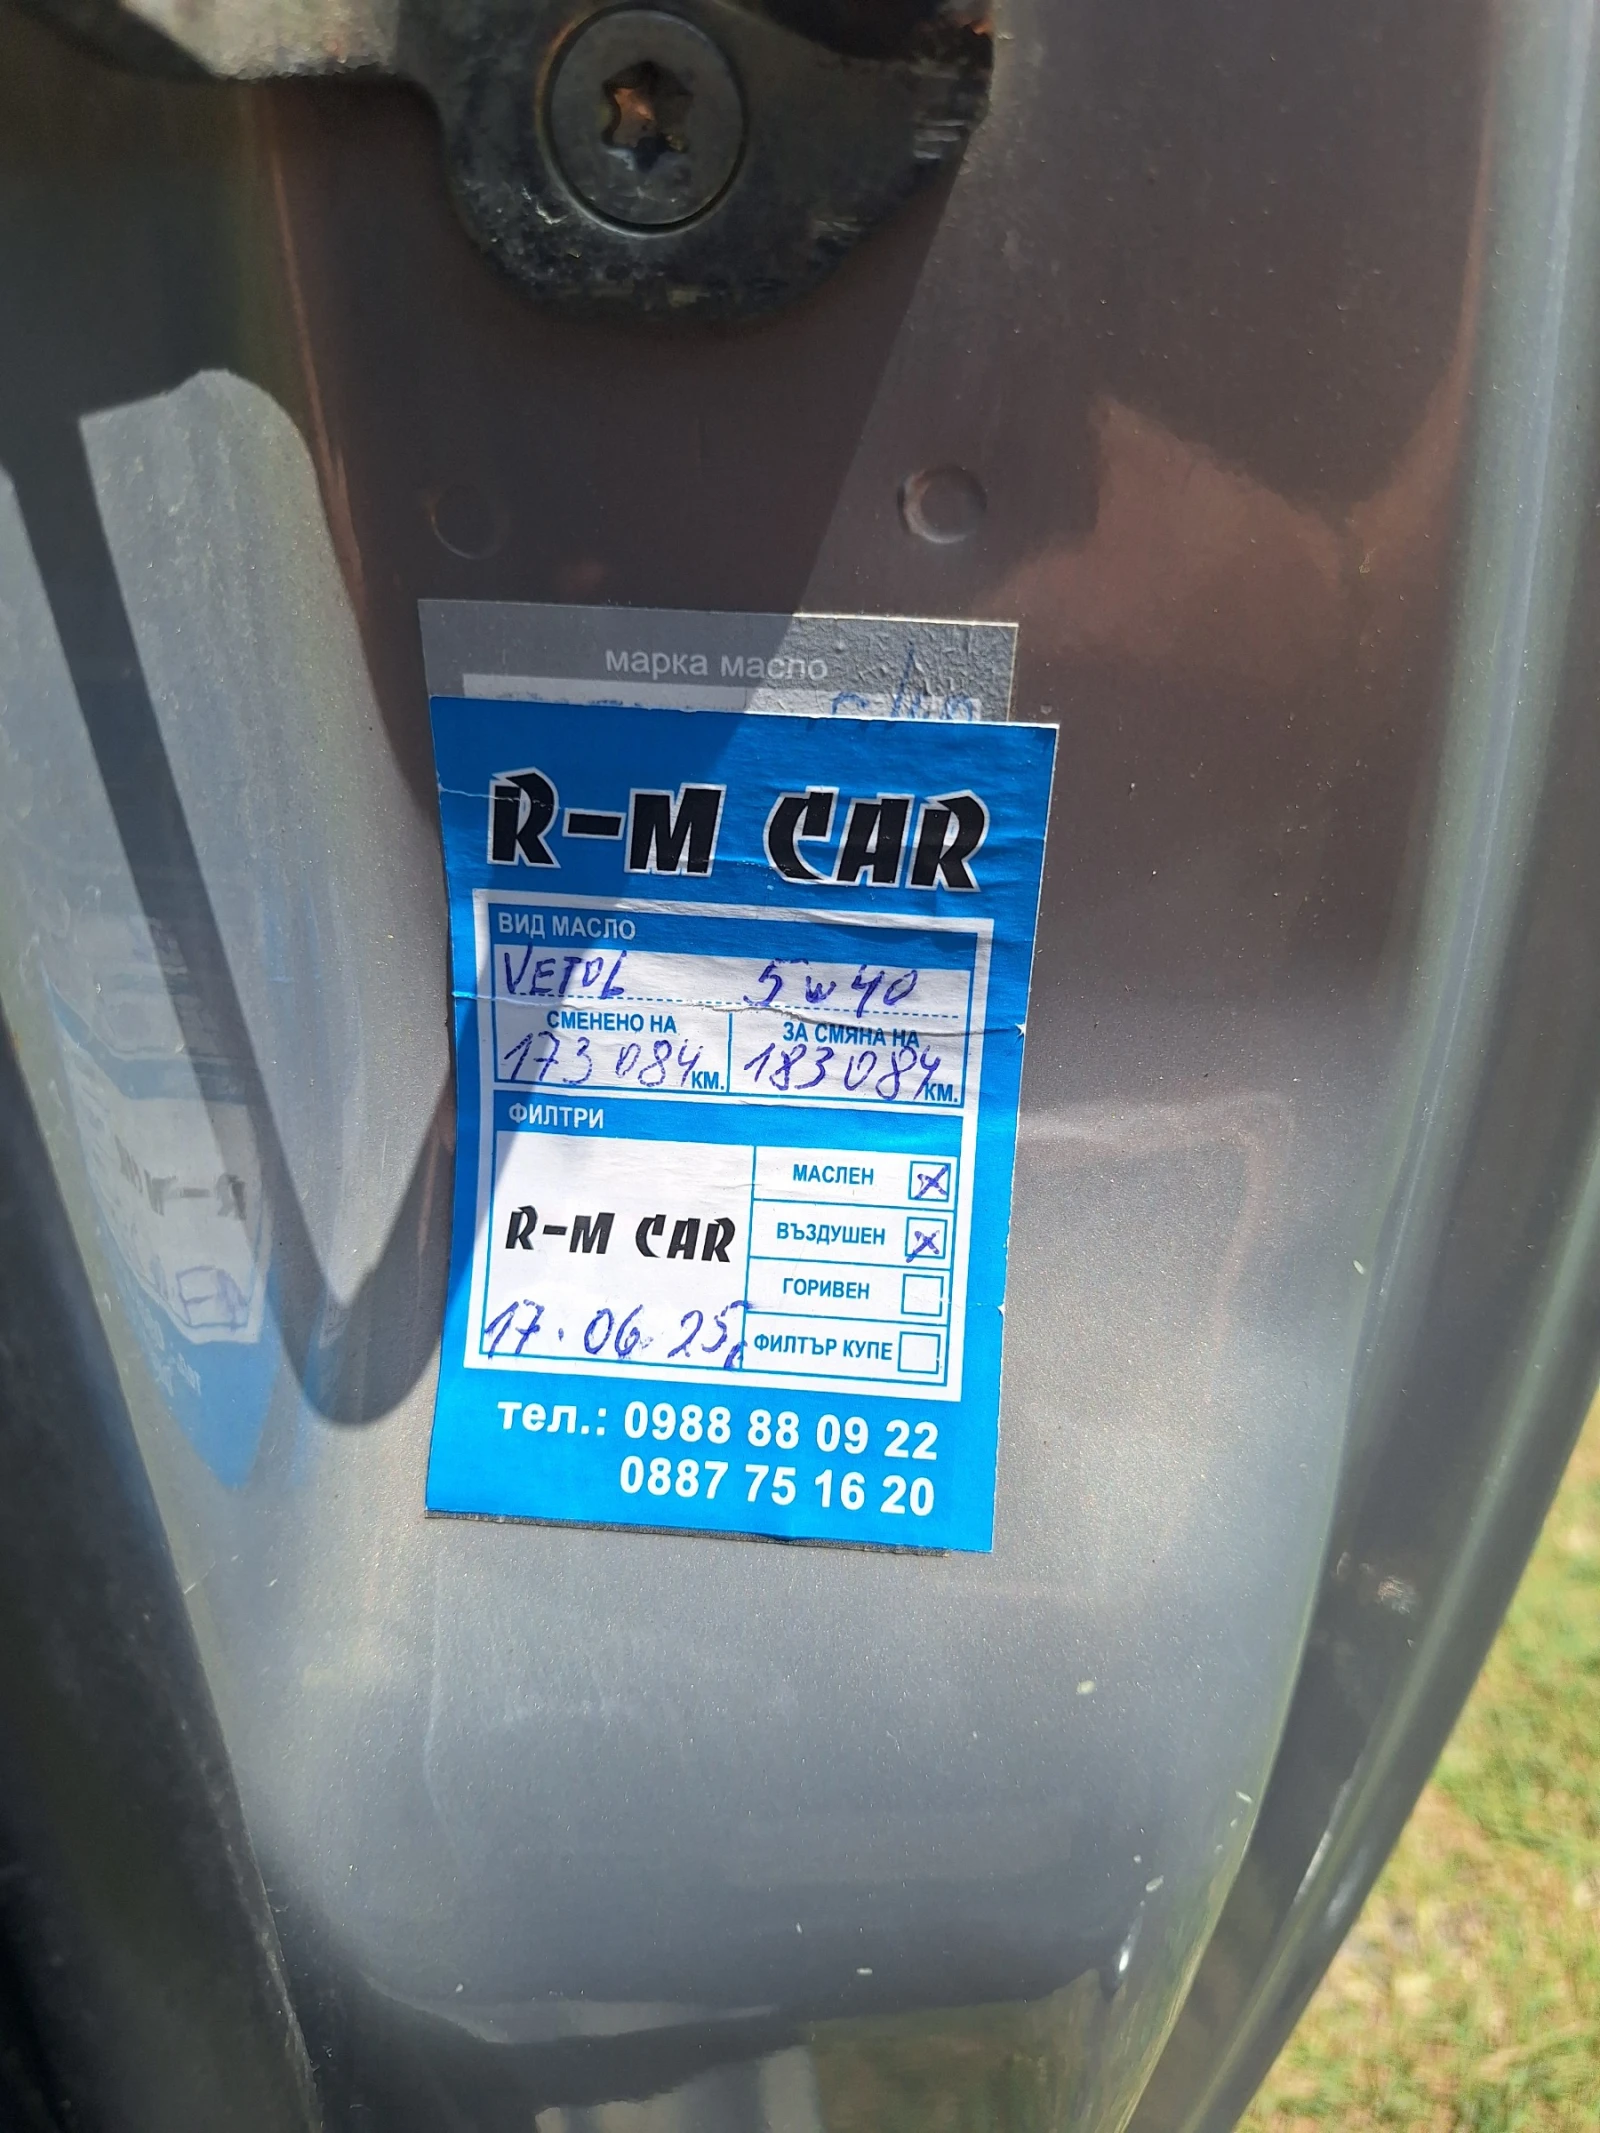 марка масло
R-M CAR
ВИД МАСЛО
VETOL 5w40
СМЕНЕНО НА ЗА СМЯНА НА
173 084 КМ. 183 084 КМ.
ФИЛТРИ
МАСЛЕН X
ВЪЗДУШЕН X
R-M CAR
ГОРИВЕН
17.06.25г
ФИЛТЪР КУПЕ
тел.: 0988 88 09 22
0887 75 16 20